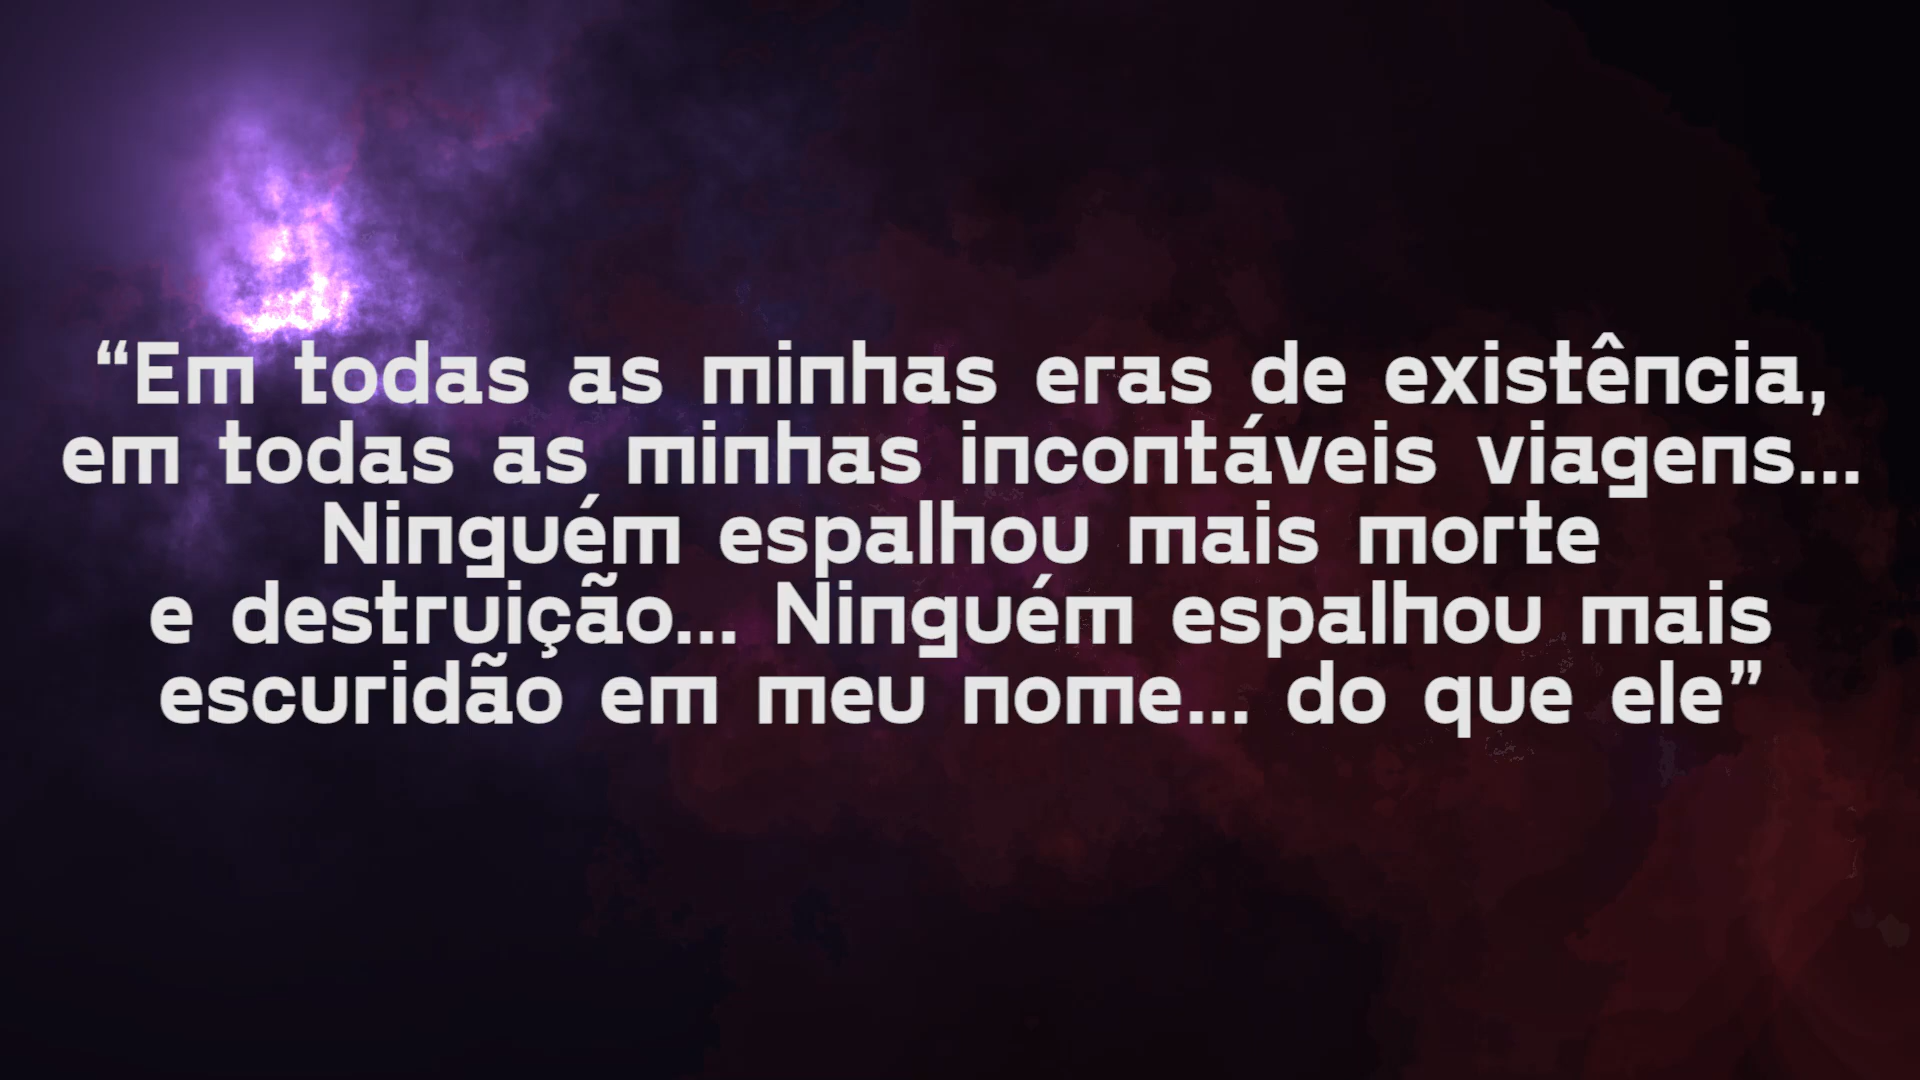 “Em todas as minhas eras de existência,
em todas as minhas incontáveis viagens...
Ninguém espalhou mais morte
e destruição... Ninguém espalhou mais
escuridão em meu nome... do que ele”